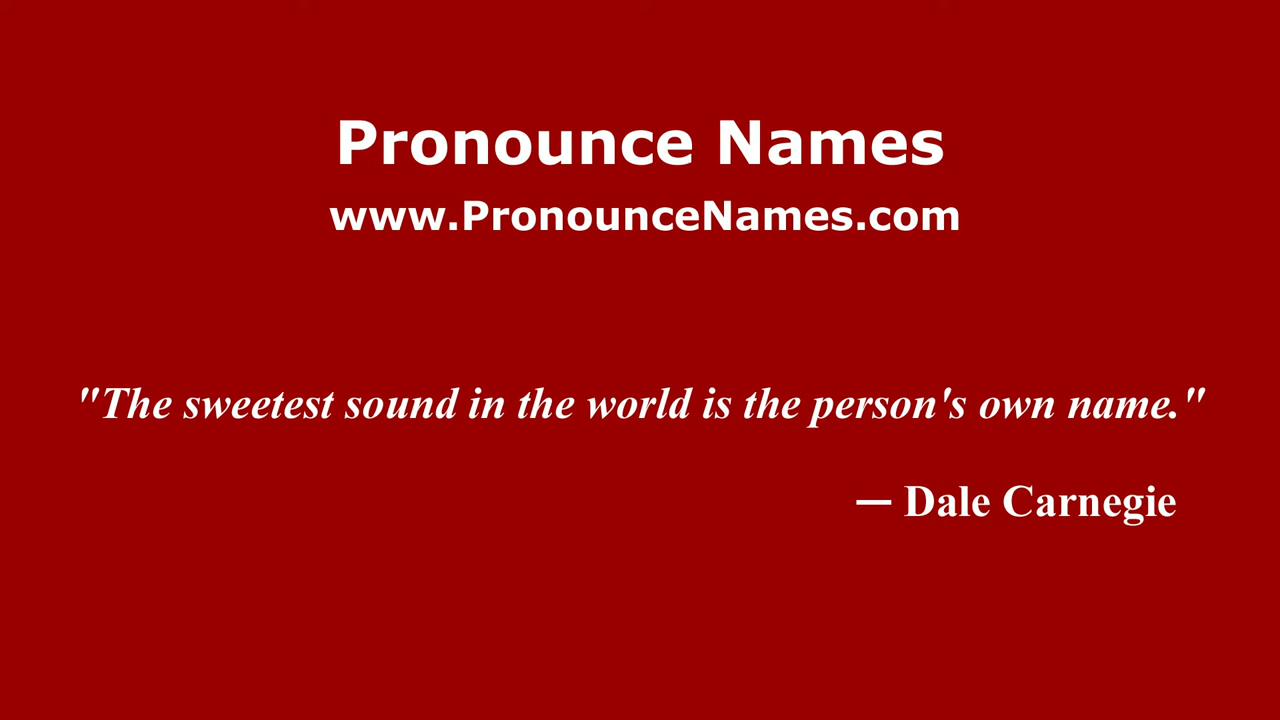 Pronounce Names
www.PronounceNames.com
"The sweetest sound in the world is the person's own name."
— Dale Carnegie